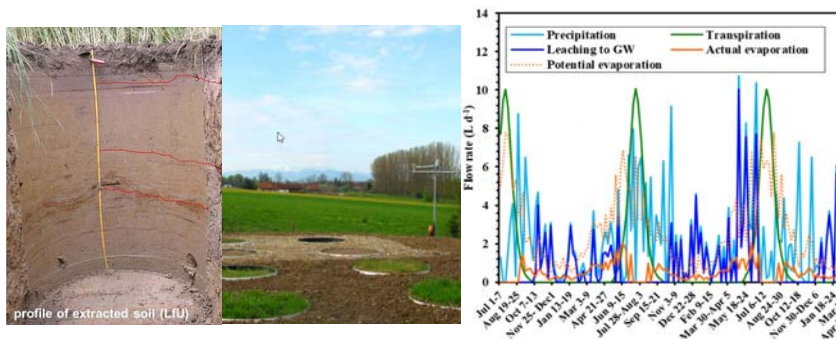 profile of extracted soil (LfU)
Flow rate (L d-1)
14
12
10
8
6
4
2
0
Precipitation
Transpiration
Leaching to GW
Actual evaporation
Potential evaporation
Jul 1-7
Aug 19-25
Oct 7-13
Nov 25-Dec1
Jan 13-19
Mar 3-9
Apr 21-27
Jun 9-15
Jul 28-Aug 3
Sep 15-21
Nov 3-9
Dec 22-28
Feb 9-15
Mar 30-Apr 5
May 18-24
Jul 6-12
Aug 24-30
Oct 12-18
Nov 30-Dec 6